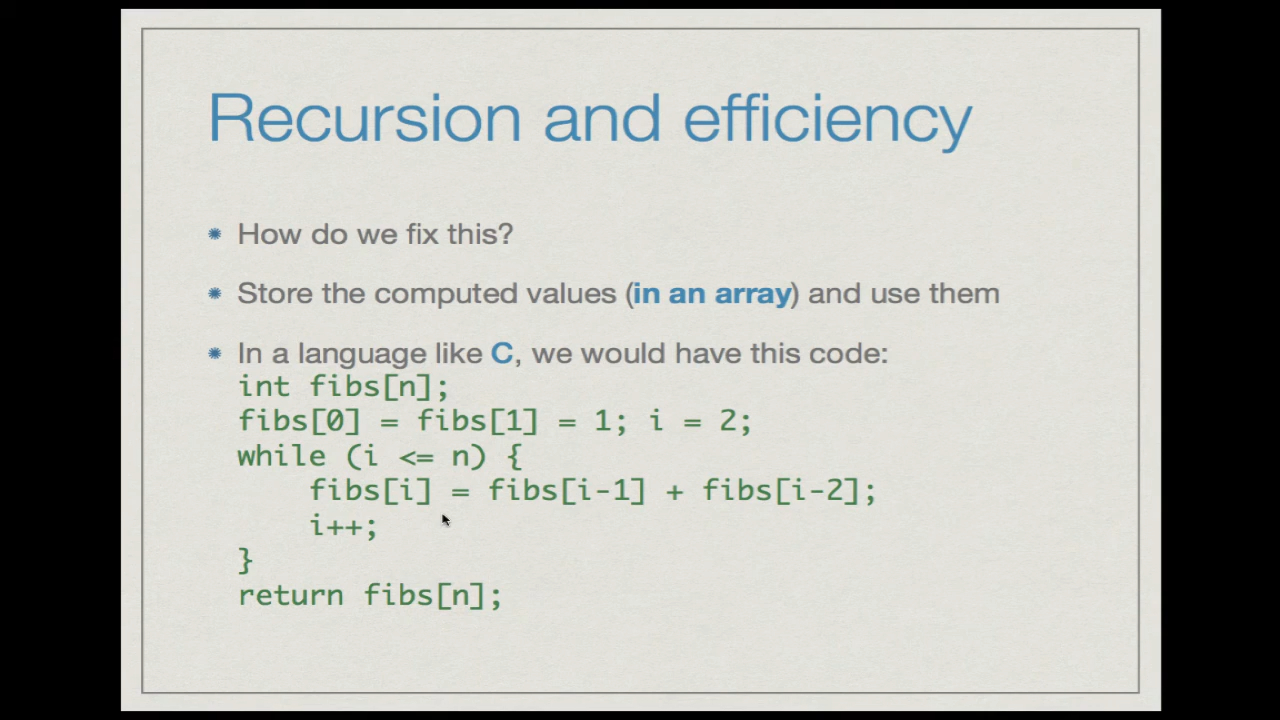 Recursion and efficiency
How do we fix this?
Store the computed values (in an array) and use them
In a language like C, we would have this code:
int fibs[n];
fibs[0] = fibs[1] = 1; i = 2;
while (i <= n) {
    fibs[i] = fibs[i-1] + fibs[i-2];
    i++;
}
return fibs[n];